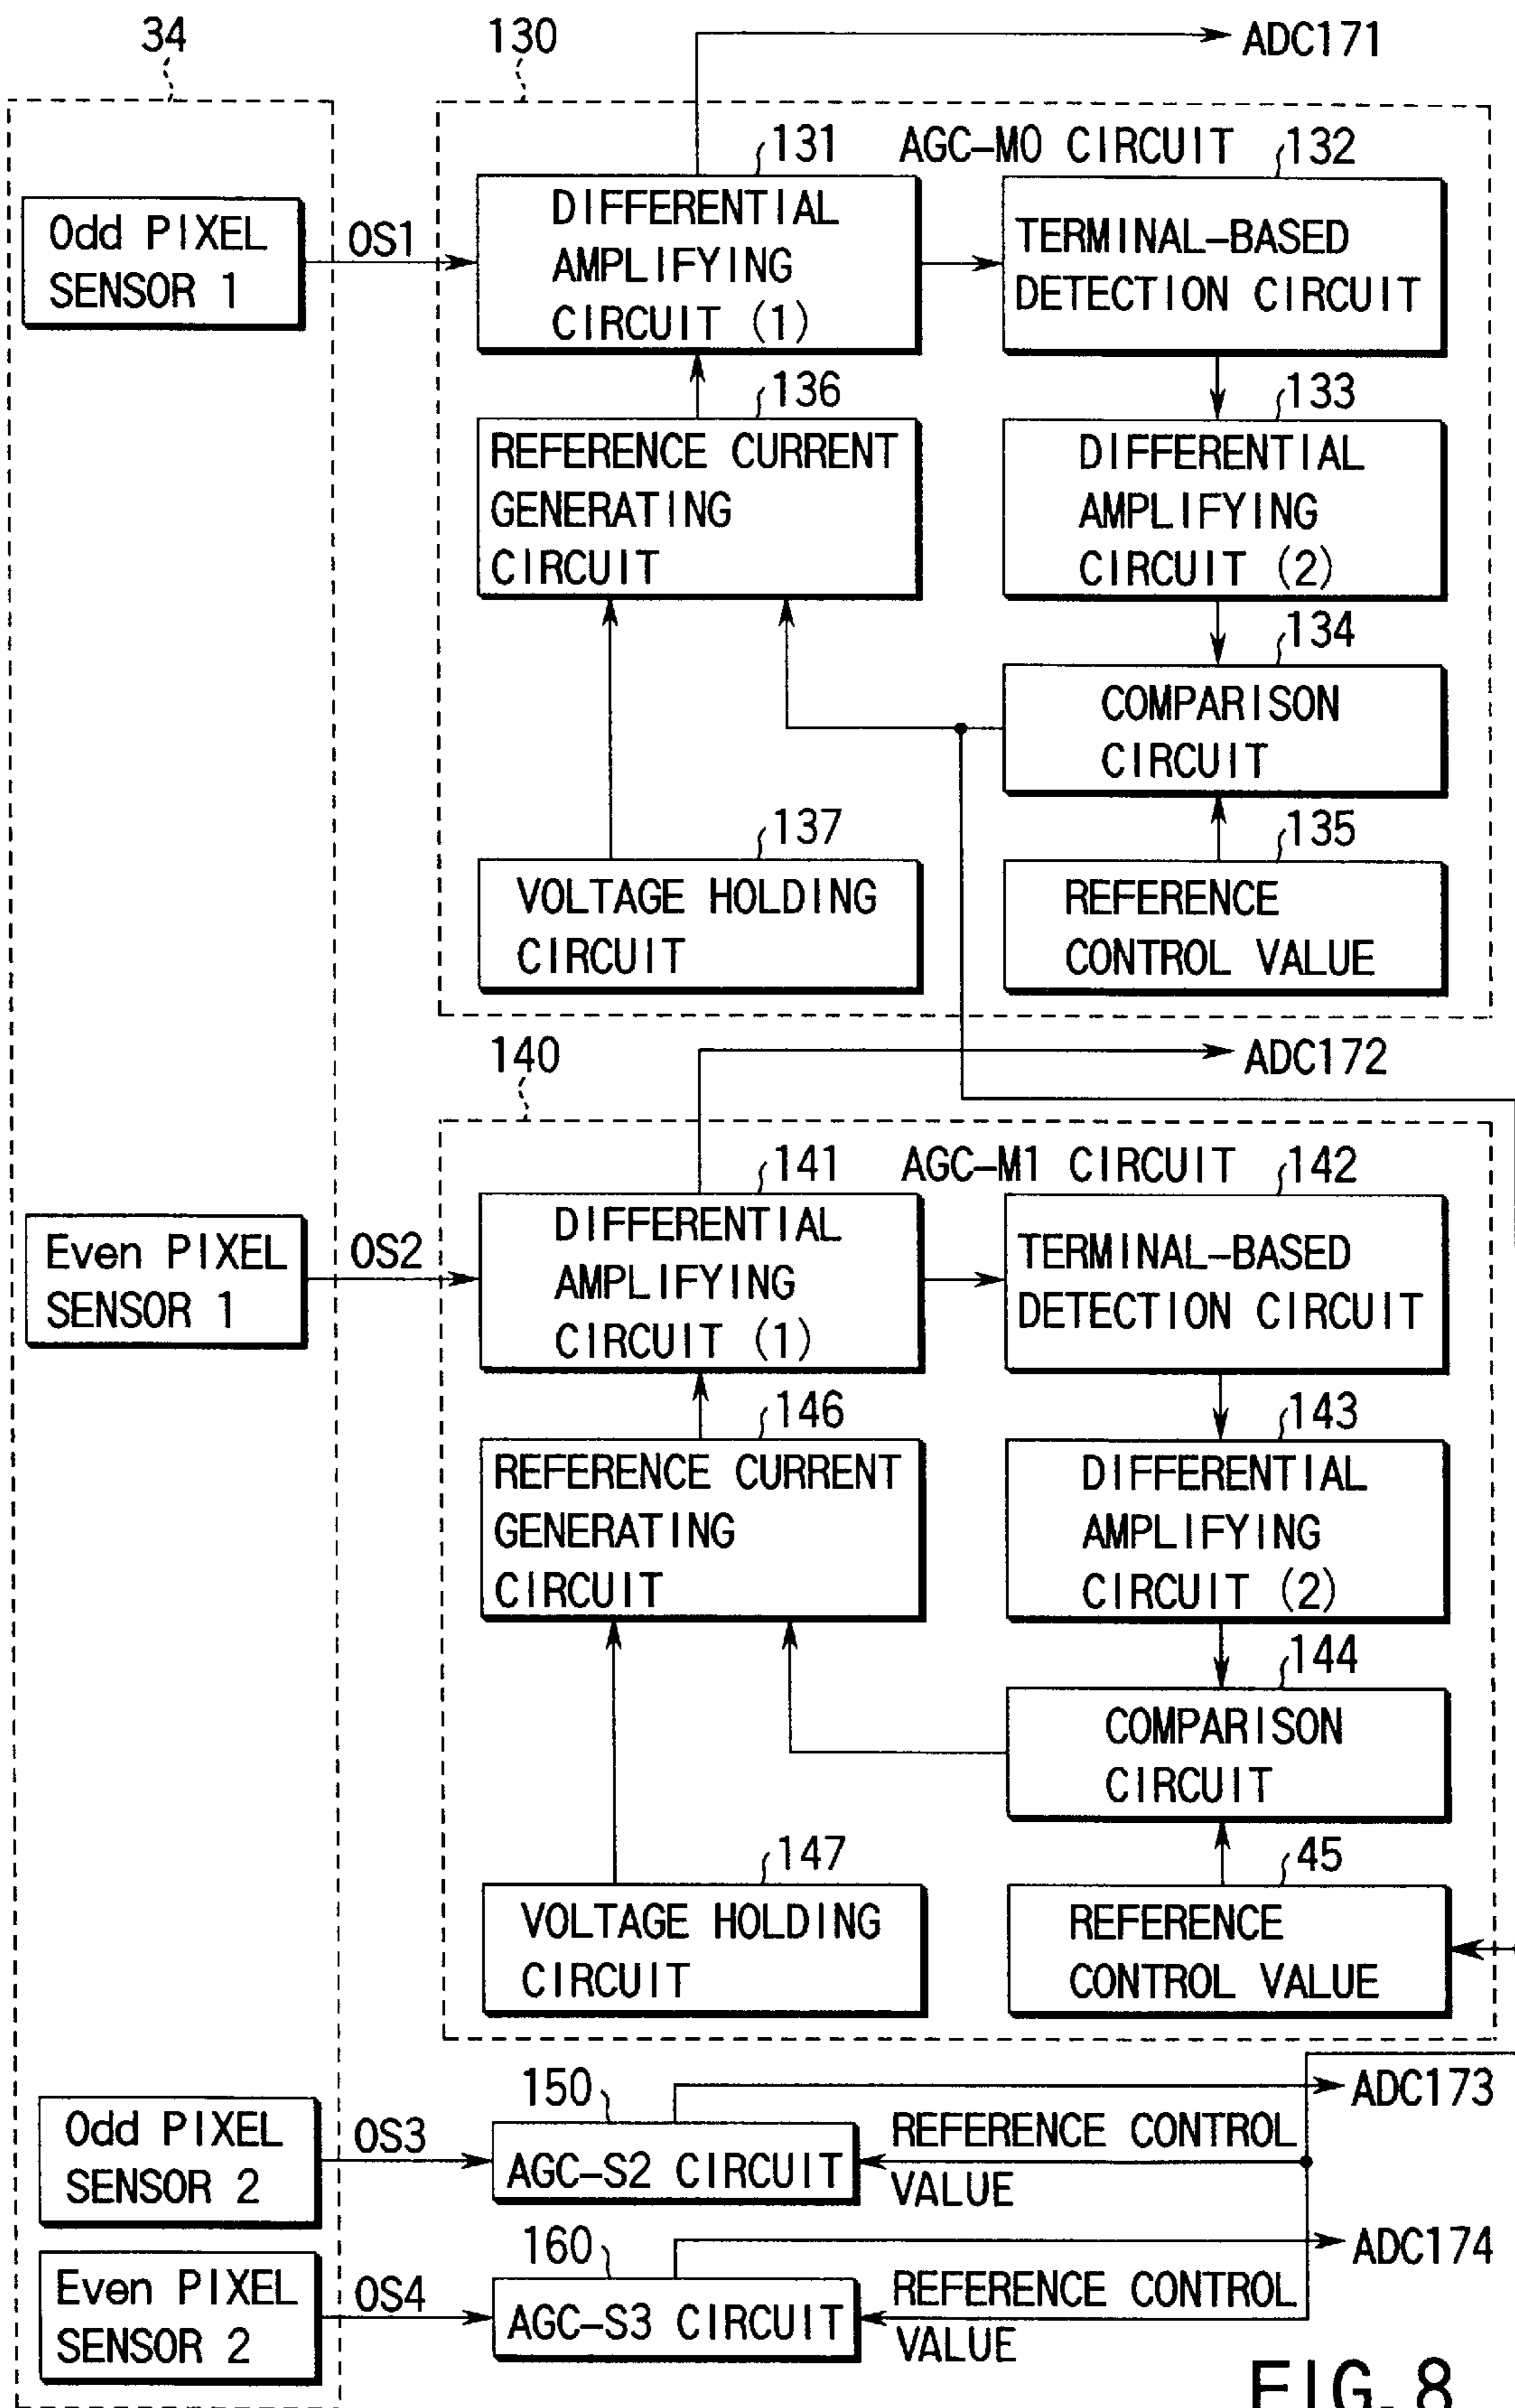 34
130
ADC171
131
AGC-M0 CIRCUIT
132
Odd PIXEL
SENSOR 1
OS1
DIFFERENTIAL
AMPLIFYING
CIRCUIT (1)
TERMINAL-BASED
DETECTION CIRCUIT
136
REFERENCE CURRENT
GENERATING
CIRCUIT
133
DIFFERENTIAL
AMPLIFYING
CIRCUIT (2)
134
COMPARISON
CIRCUIT
137
VOLTAGE HOLDING
CIRCUIT
135
REFERENCE
CONTROL VALUE
140
ADC172
141
AGC-M1 CIRCUIT
142
Even PIXEL
SENSOR 1
OS2
DIFFERENTIAL
AMPLIFYING
CIRCUIT (1)
TERMINAL-BASED
DETECTION CIRCUIT
146
REFERENCE CURRENT
GENERATING
CIRCUIT
143
DIFFERENTIAL
AMPLIFYING
CIRCUIT (2)
144
COMPARISON
CIRCUIT
147
VOLTAGE HOLDING
CIRCUIT
45
REFERENCE
CONTROL VALUE
150
ADC173
Odd PIXEL
SENSOR 2
OS3
AGC-S2 CIRCUIT
REFERENCE CONTROL
VALUE
160
ADC174
Even PIXEL
SENSOR 2
OS4
AGC-S3 CIRCUIT
REFERENCE CONTROL
VALUE
FIG. 8